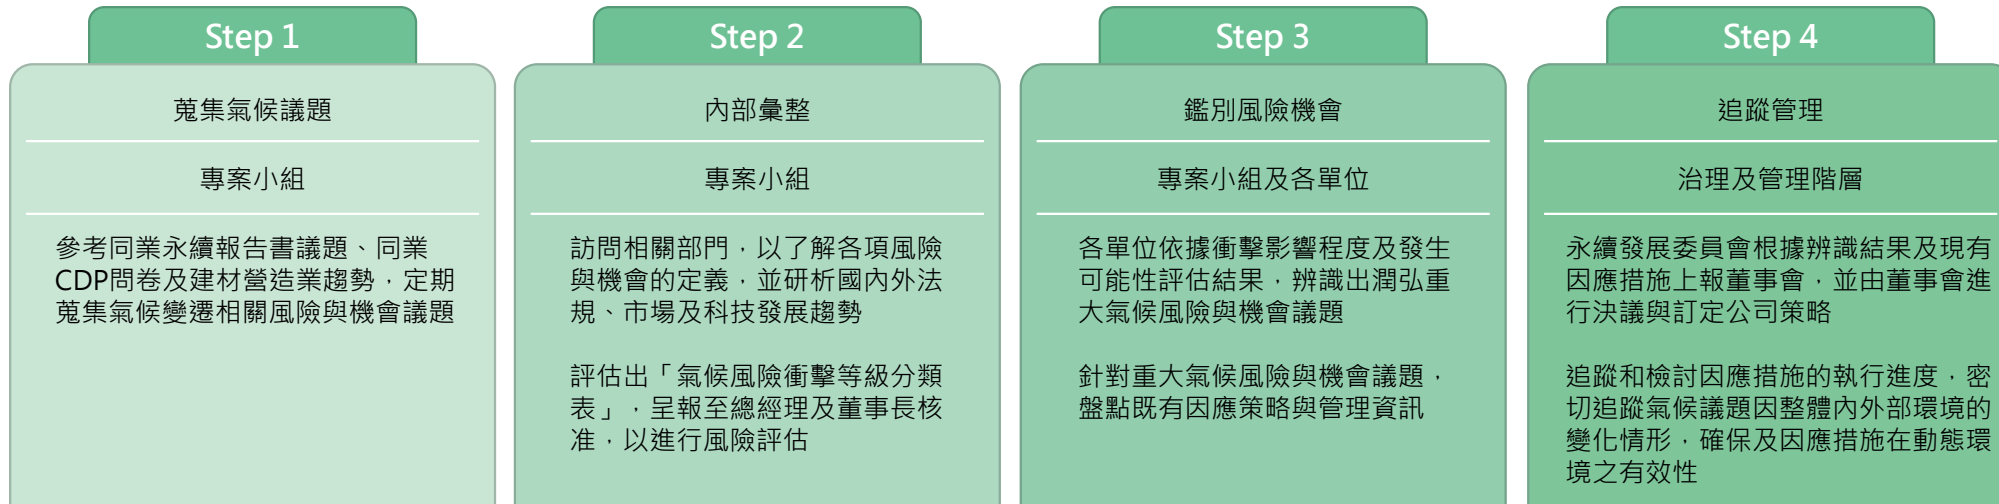 Step 1
蒐集氣候議題
專案小組
參考同業永續報告書議題、同業
CDP問卷及建材營造業趨勢，定期
蒐集氣候變遷相關風險與機會議題
Step 2
內部彙整
專案小組
訪問相關部門，以了解各項風險
與機會的定義，並研析國內外法
規、市場及科技發展趨勢
評估出「氣候風險衝擊等級分類
表」，呈報至總經理及董事長核
准，以進行風險評估
Step 3
鑑別風險機會
專案小組及各單位
各單位依據衝擊影響程度及發生
可能性評估結果，辨識出潤弘重
大氣候風險與機會議題
針對重大氣候風險與機會議題，
盤點既有因應策略與管理資訊
Step 4
追蹤管理
治理及管理階層
永續發展委員會根據辨識結果及現有
因應措施上報董事會，並由董事會進
行決議與訂定公司策略
追蹤和檢討因應措施的執行進度，密
切追蹤氣候議題因整體內外部環境的
變化情形，確保及因應措施在動態環
境之有效性